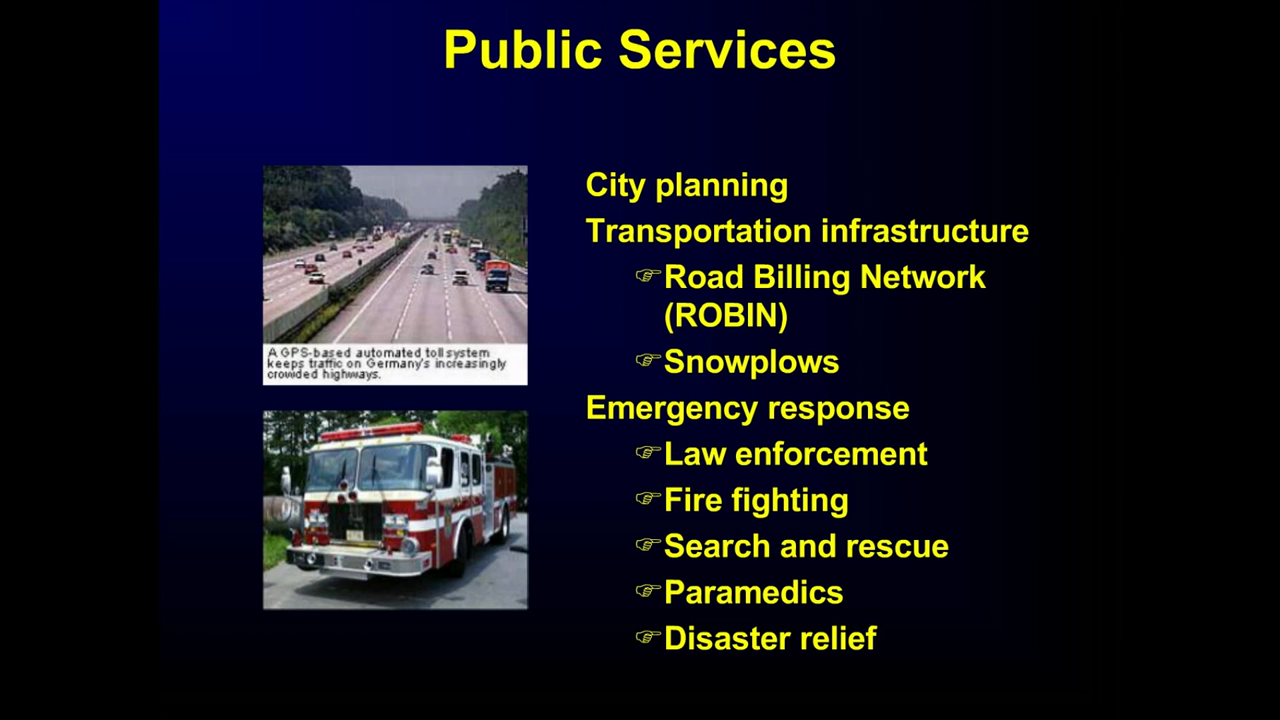 Public Services
A GPS-based automated toll system
keeps traffic on Germany's increasingly
crowded highways.
City planning
Transportation infrastructure
☞Road Billing Network
(ROBIN)
☞Snowplows
Emergency response
☞Law enforcement
☞Fire fighting
☞Search and rescue
☞Paramedics
☞Disaster relief